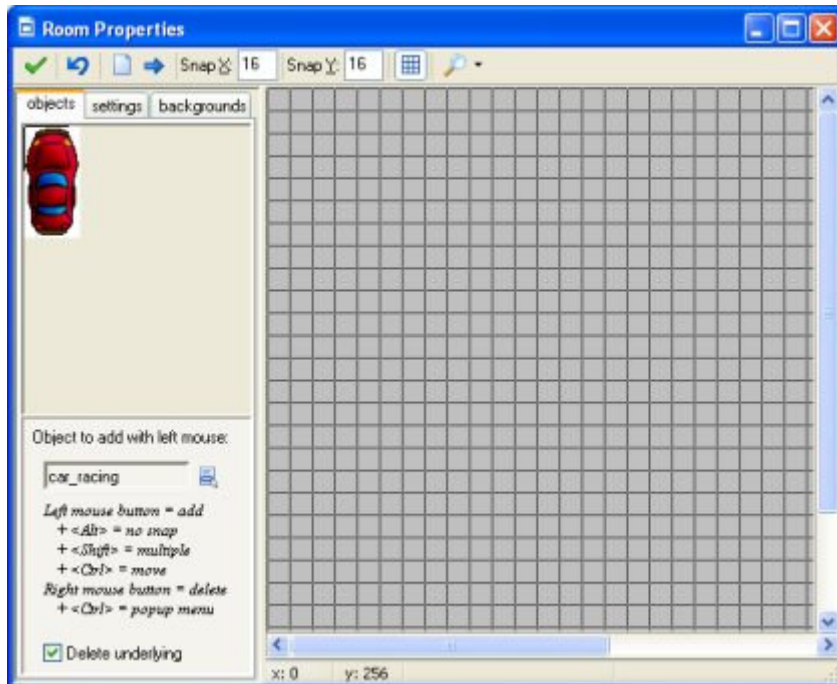 Room Properties
Snap X: 16 Snap Y: 16
objects settings backgrounds
Object to add with left mouse:
car_racing
Left mouse button = add
+ <Alt> = no snap
+ <Shift> = multiple
+ <Ctrl> = move
Right mouse button = delete
+ <Ctrl> = popup menu
Delete underlying
x: 0 y: 256